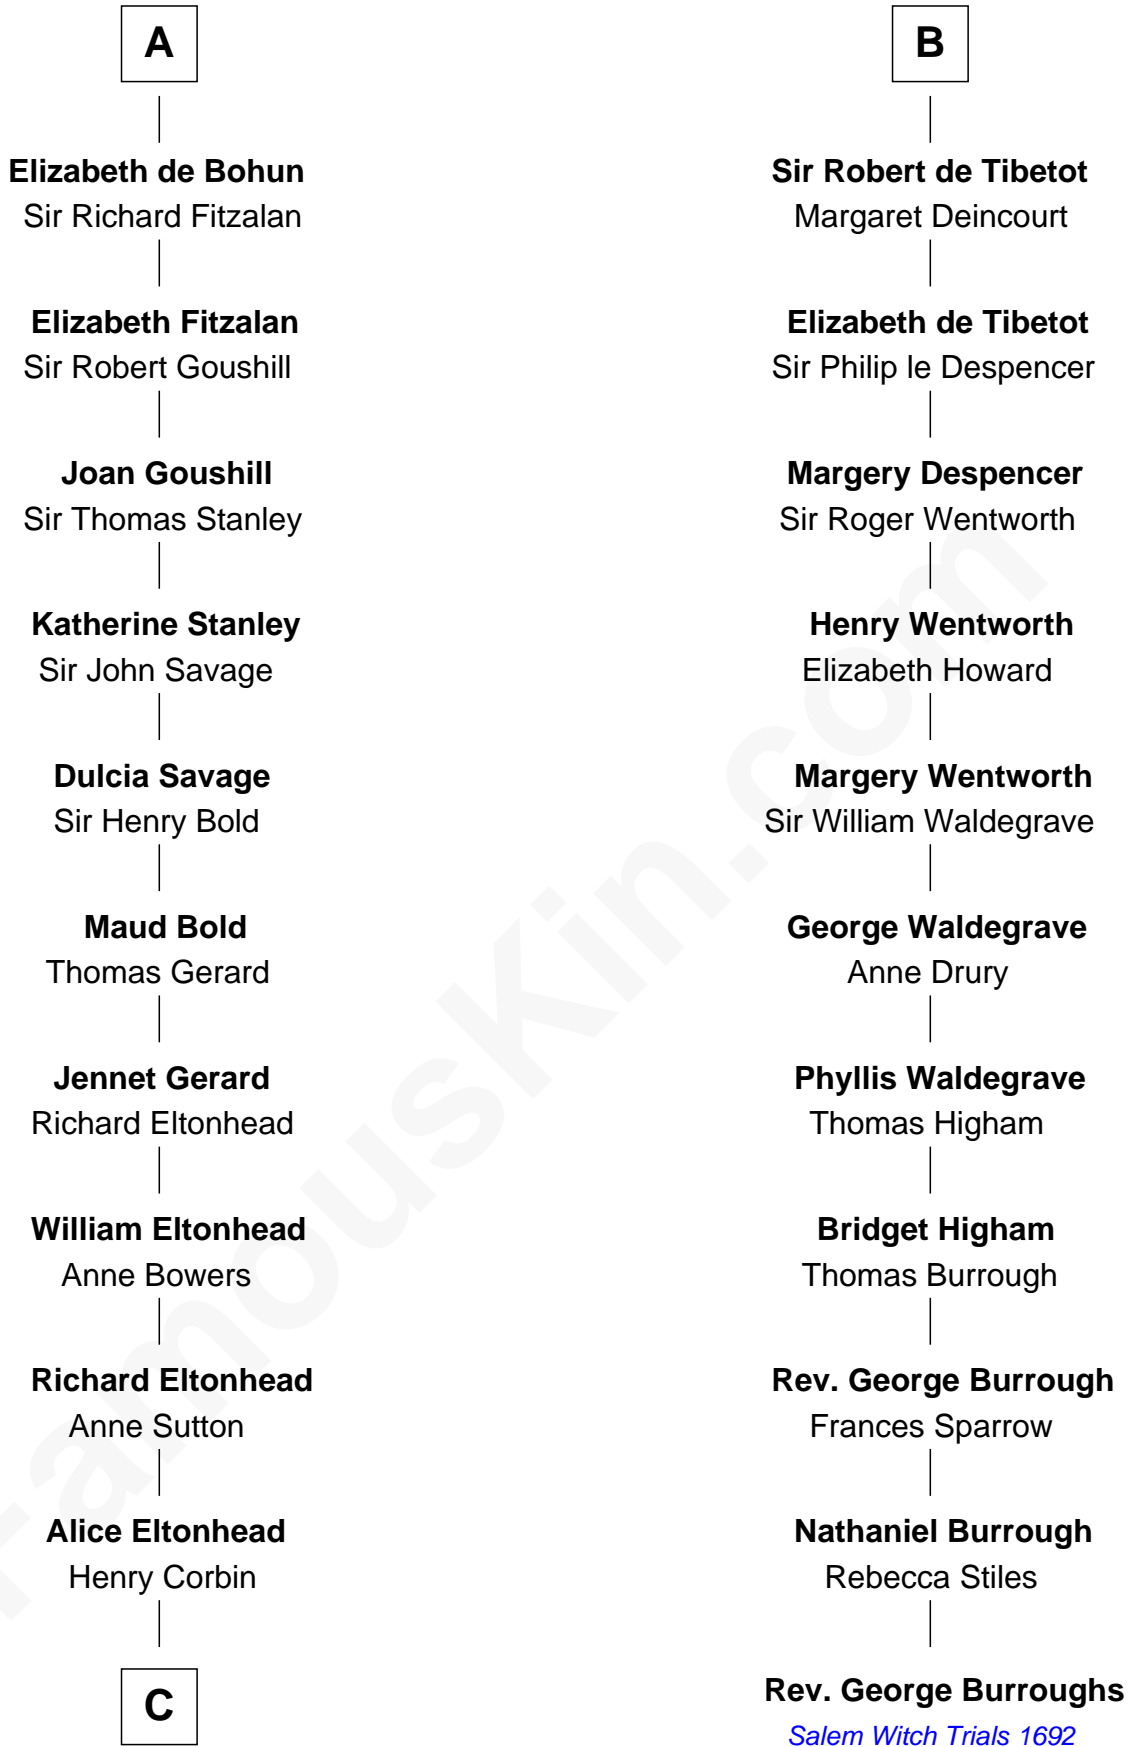 A
Elizabeth de Bohun
Sir Richard Fitzalan
Elizabeth Fitzalan
Sir Robert Goushill
Joan Goushill
Sir Thomas Stanley
Katherine Stanley
Sir John Savage
Dulcia Savage
Sir Henry Bold
Maud Bold
Thomas Gerard
Jennet Gerard
Richard Eltonhead
William Eltonhead
Anne Bowers
Richard Eltonhead
Anne Sutton
Alice Eltonhead
Henry Corbin
C
B
Sir Robert de Tibetot
Margaret Deincourt
Elizabeth de Tibetot
Sir Philip le Despencer
Margery Despencer
Sir Roger Wentworth
Henry Wentworth
Elizabeth Howard
Margery Wentworth
Sir William Waldegrave
George Waldegrave
Anne Drury
Phyllis Waldegrave
Thomas Higham
Bridget Higham
Thomas Burrough
Rev. George Burrough
Frances Sparrow
Nathaniel Burrough
Rebecca Stiles
Rev. George Burroughs
Salem Witch Trials 1692
FamousKin.com